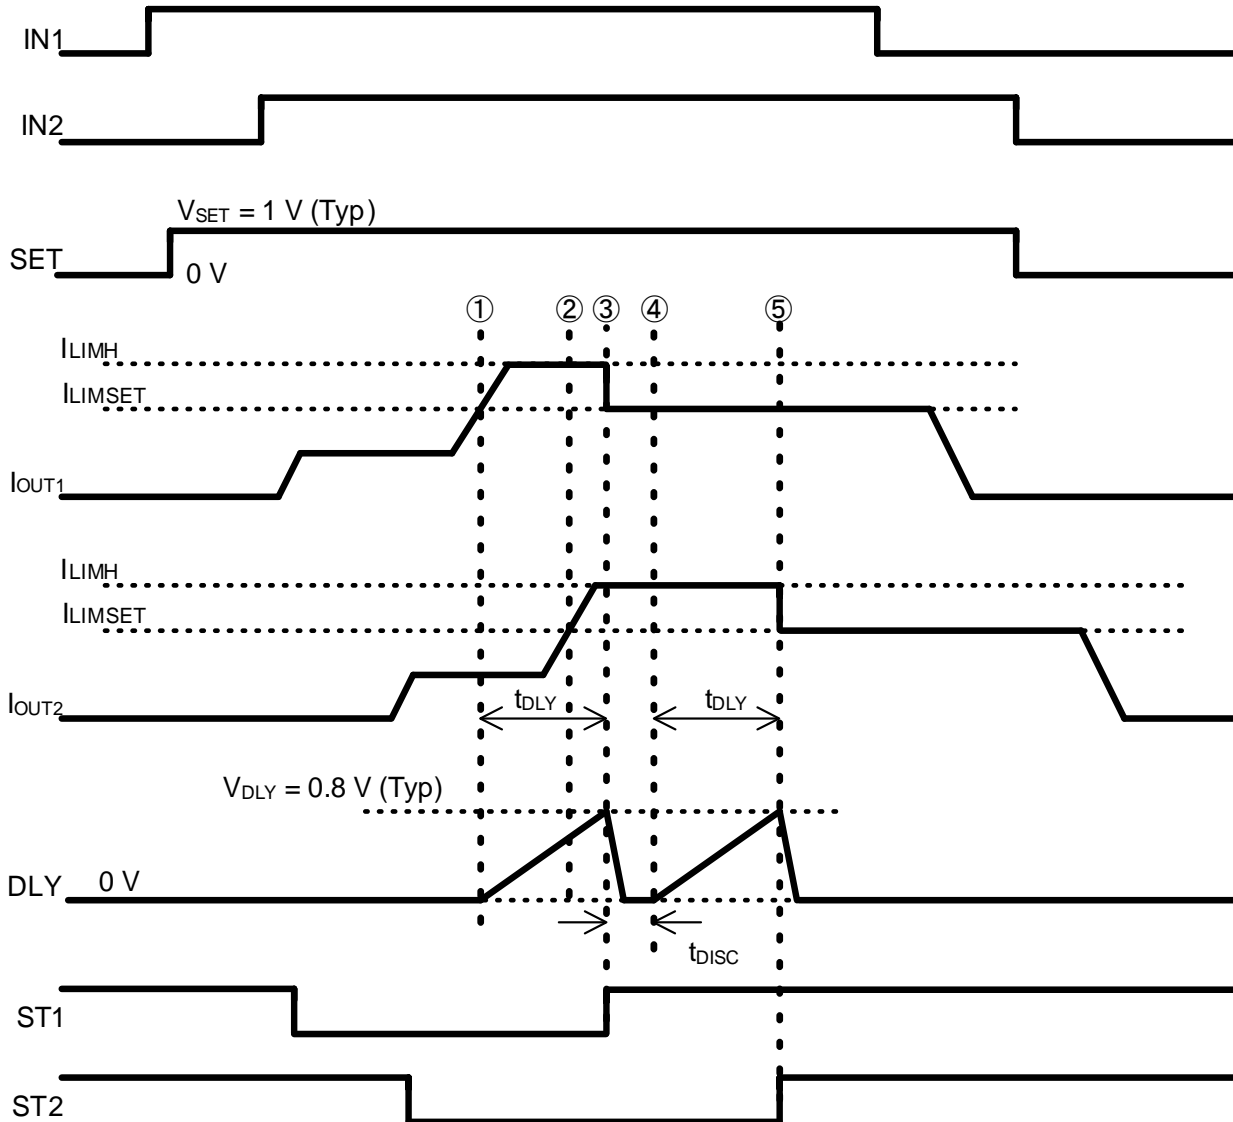 IN1
IN2
VSET = 1 V (Typ)
SET
0 V
① ② ③ ④ ⑤
ILIMH
ILIMSET
IOUT1
ILIMH
ILIMSET
IOUT2
tDLY tDLY
VDLY = 0.8 V (Typ)
DLY 0 V
tDISC
ST1
ST2